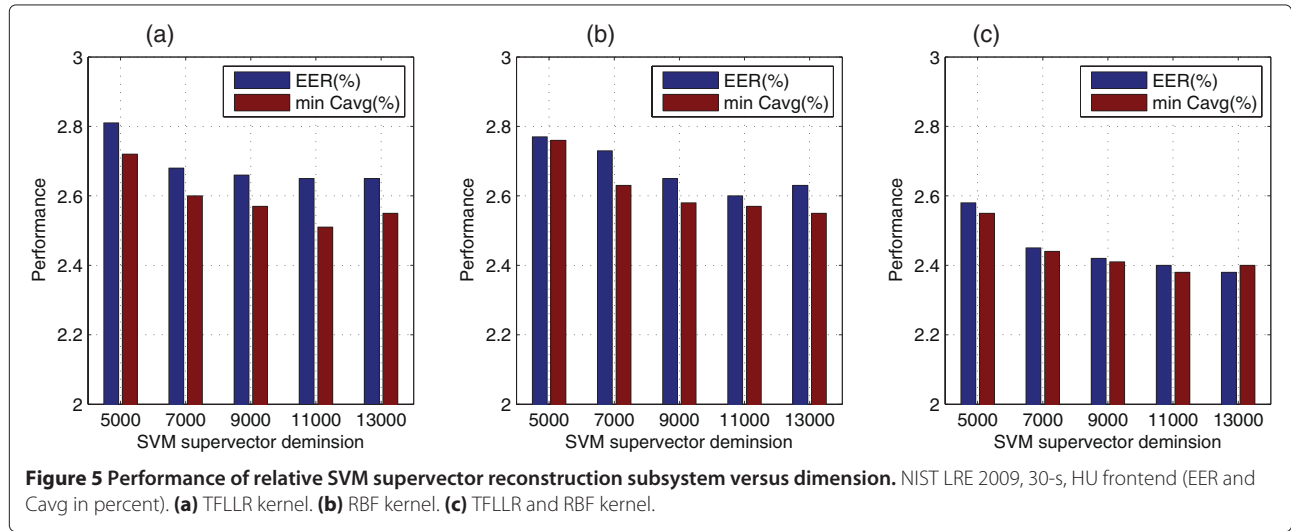 (a)
3
2.8
2.6
2.4
2.2
2
Performance
EER(%)
min Cavg(%)
5000 7000 9000 11000 13000
SVM supervector deminsion
(b)
3
2.8
2.6
2.4
2.2
2
Performance
EER(%)
min Cavg(%)
5000 7000 9000 11000 13000
SVM supervector deminsion
(c)
3
2.8
2.6
2.4
2.2
2
Performance
EER(%)
min Cavg(%)
5000 7000 9000 11000 13000
SVM supervector deminsion
Figure 5 Performance of relative SVM supervector reconstruction subsystem versus dimension. NIST LRE 2009, 30-s, HU frontend (EER and
Cavg in percent). (a) TFLLR kernel. (b) RBF kernel. (c) TFLLR and RBF kernel.